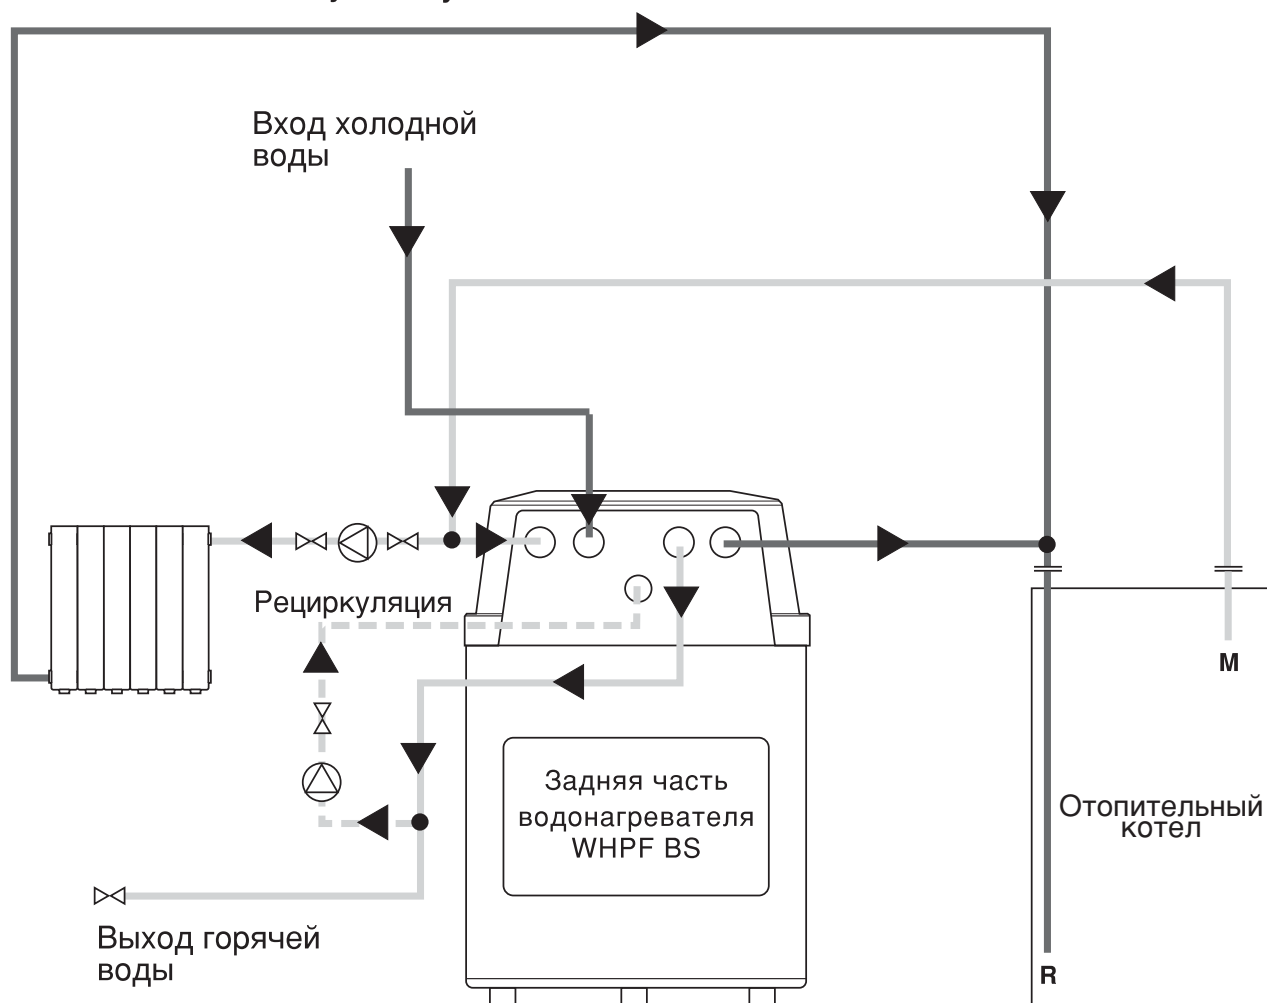 Вход холодной
воды
Рециркуляция
M
Задняя часть
водонагревателя
WHPF BS
Отопительный
котел
Выход горячей
воды
R